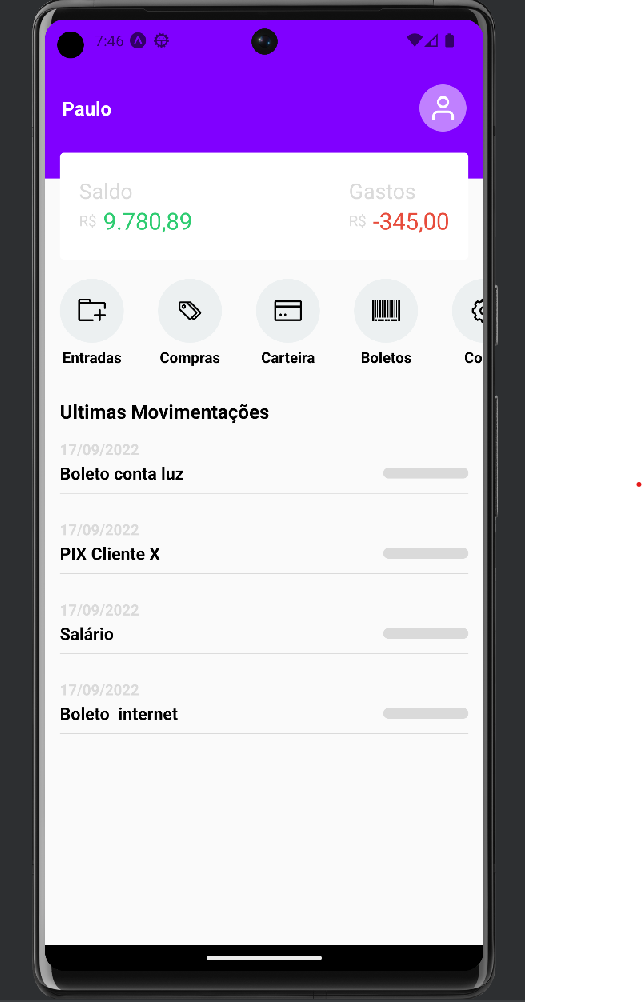 7:46
Paulo
Saldo
Gastos
R$ 9.780,89
R$ -345,00
Entradas
Compras
Carteira
Boletos
Co
Ultimas Movimentações
17/09/2022
Boleto conta luz
17/09/2022
PIX Cliente X
17/09/2022
Salário
17/09/2022
Boleto  internet